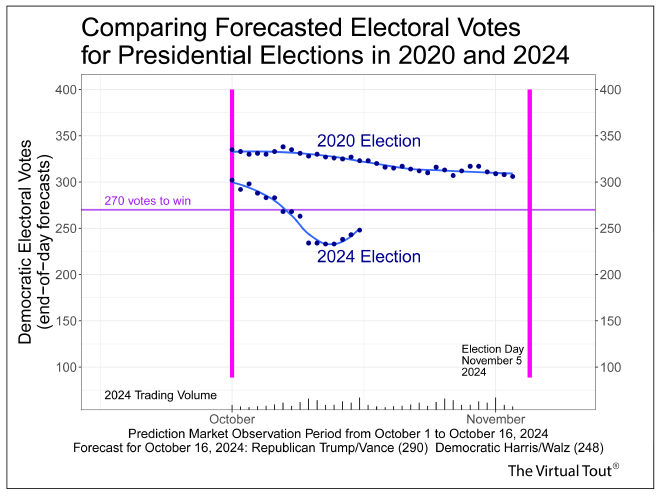 Comparing Forecasted Electoral Votes
for Presidential Elections in 2020 and 2024
Democratic Electoral Votes
(end−of−day forecasts)
400
350
300
250
200
150
100
400
350
300
250
200
150
100
2020 Election
270 votes to win
2024 Election
Election Day
November 5
2024
2024 Trading Volume
October
November
Prediction Market Observation Period from October 1 to October 16, 2024
Forecast for October 16, 2024: Republican Trump/Vance (290) Democratic Harris/Walz (248)
The Virtual Tout®